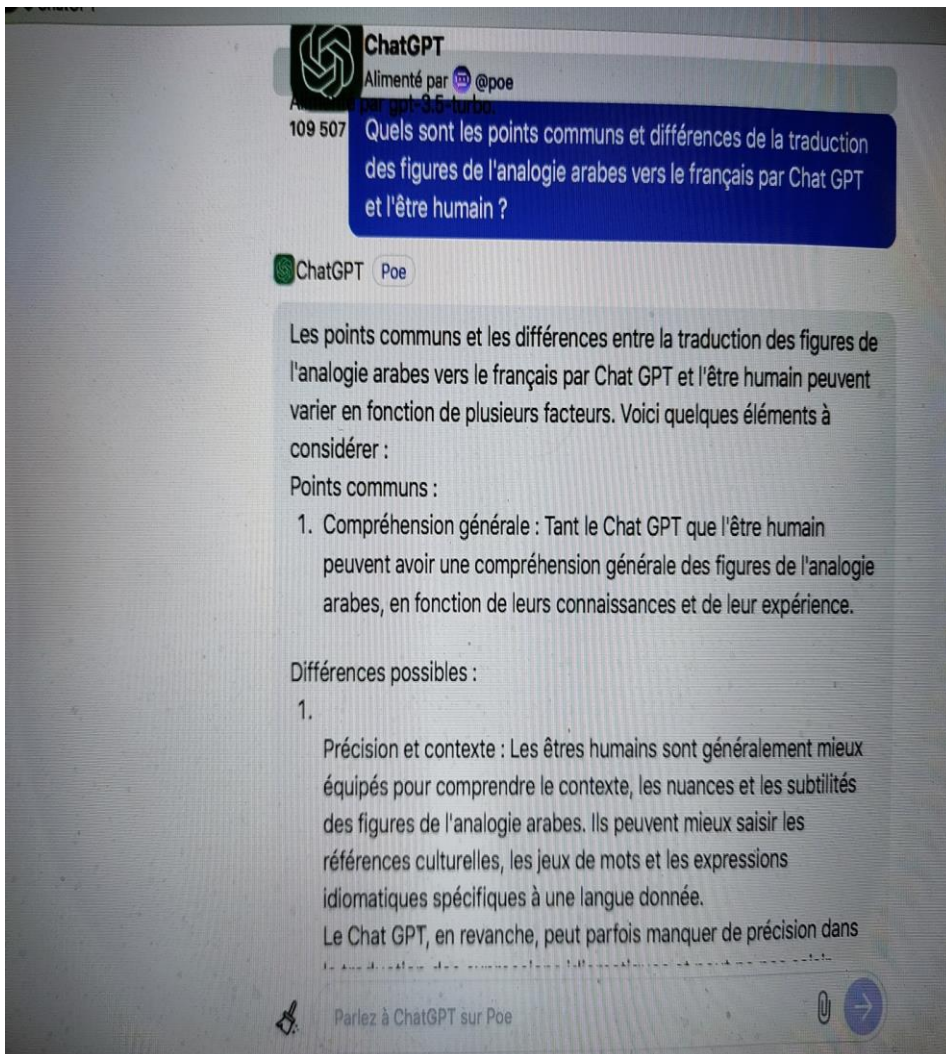 ChatGPT
Alimenté par @poe
par gpt-3.5-turbo.
109 507
Quels sont les points communs et différences de la traduction
des figures de l'analogie arabes vers le français par Chat GPT
et l'être humain ?
ChatGPT Poe
Les points communs et les différences entre la traduction des figures de
l'analogie arabes vers le français par Chat GPT et l'être humain peuvent
varier en fonction de plusieurs facteurs. Voici quelques éléments à
considérer :
Points communs :
1. Compréhension générale : Tant le Chat GPT que l'être humain
peuvent avoir une compréhension générale des figures de l'analogie
arabes, en fonction de leurs connaissances et de leur expérience.
Différences possibles :
1.
Précision et contexte : Les êtres humains sont généralement mieux
équipés pour comprendre le contexte, les nuances et les subtilités
des figures de l'analogie arabes. Ils peuvent mieux saisir les
références culturelles, les jeux de mots et les expressions
idiomatiques spécifiques à une langue donnée.
Le Chat GPT, en revanche, peut parfois manquer de précision dans
Parlez à ChatGPT sur Poe